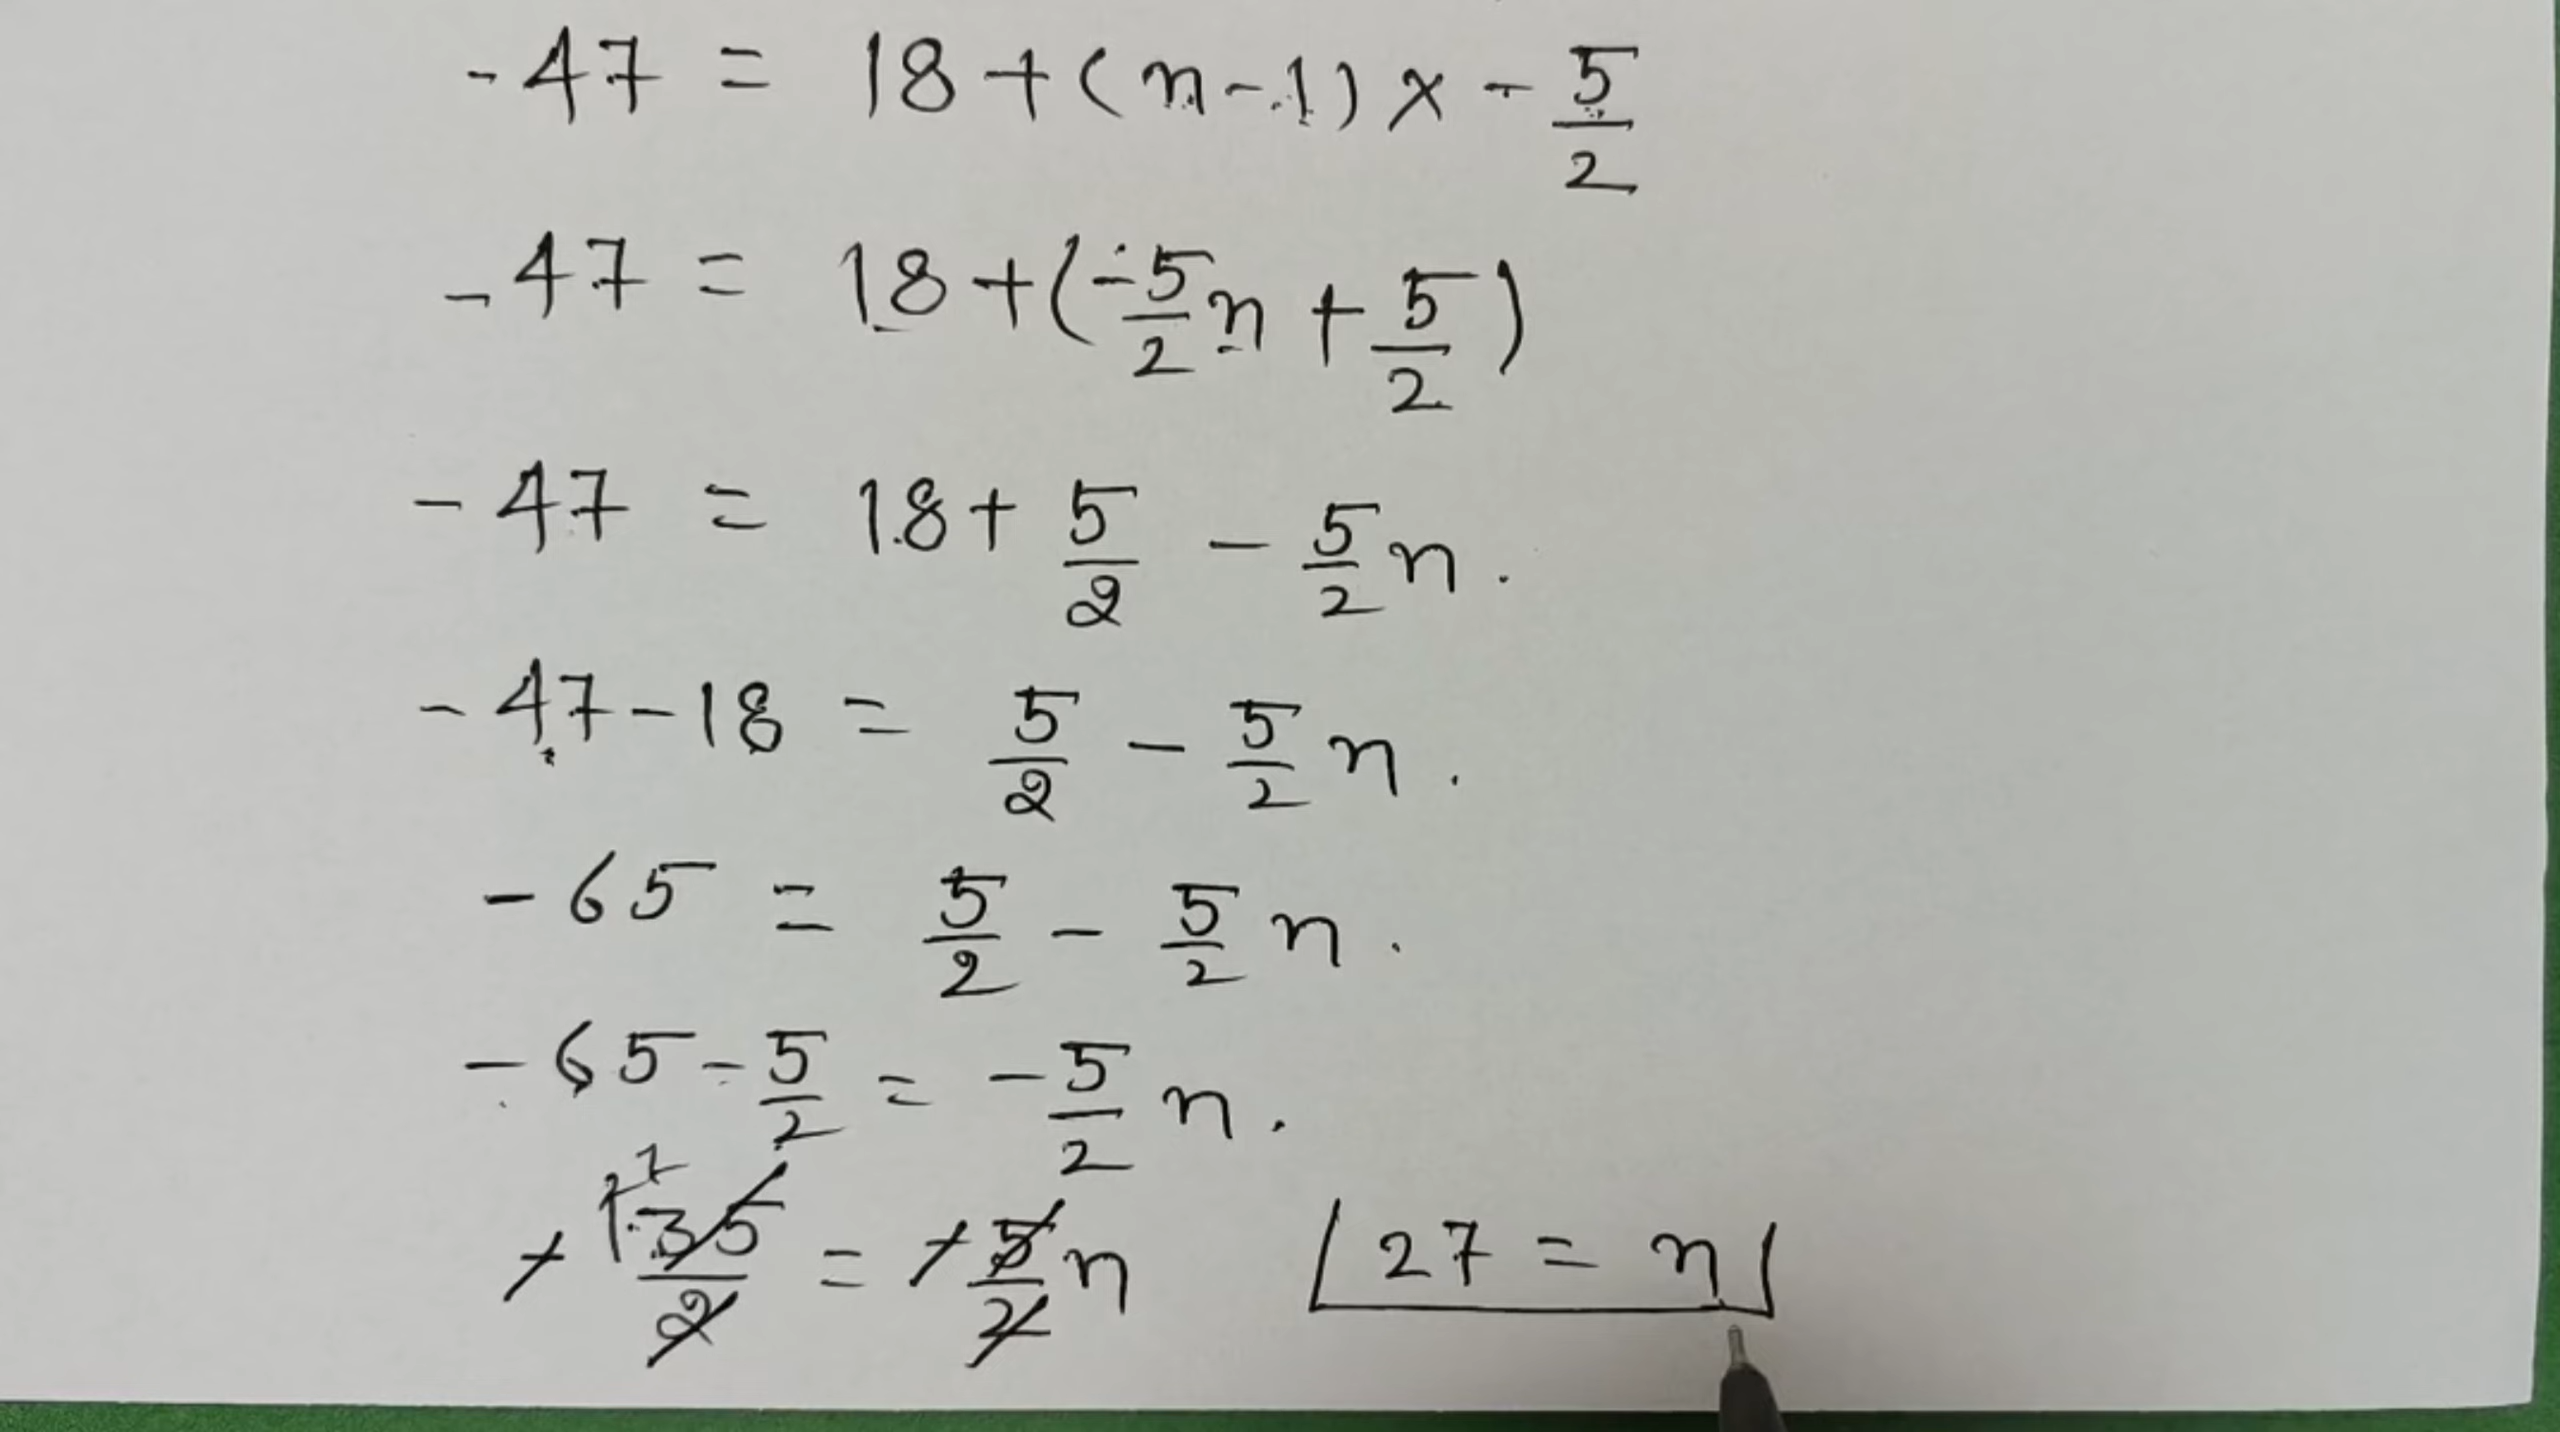 -47 = 18 + (n-1) × - 5/2
-47 = 18 + (-5/2 n + 5/2)
-47 = 18 + 5/2 - 5/2 n.
-47 - 18 = 5/2 - 5/2 n.
-65 = 5/2 - 5/2 n.
-65 - 5/2 = - 5/2 n.
- 135/2 = - 5/2 n 27 = n